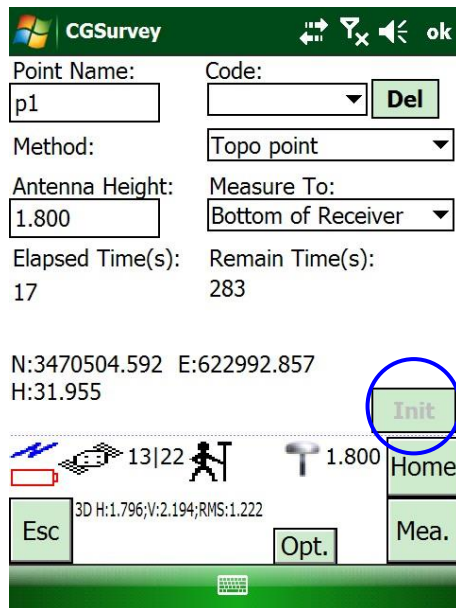 CGSurvey ok
Point Name: Code:
p1 Del
Method: Topo point
Antenna Height: Measure To:
1.800 Bottom of Receiver
Elapsed Time(s): Remain Time(s):
17 283
N:3470504.592 E:622992.857
H:31.955
Init
13|22 1.800 Home
Esc 3D H:1.796;V:2.194;RMS:1.222 Opt. Mea.